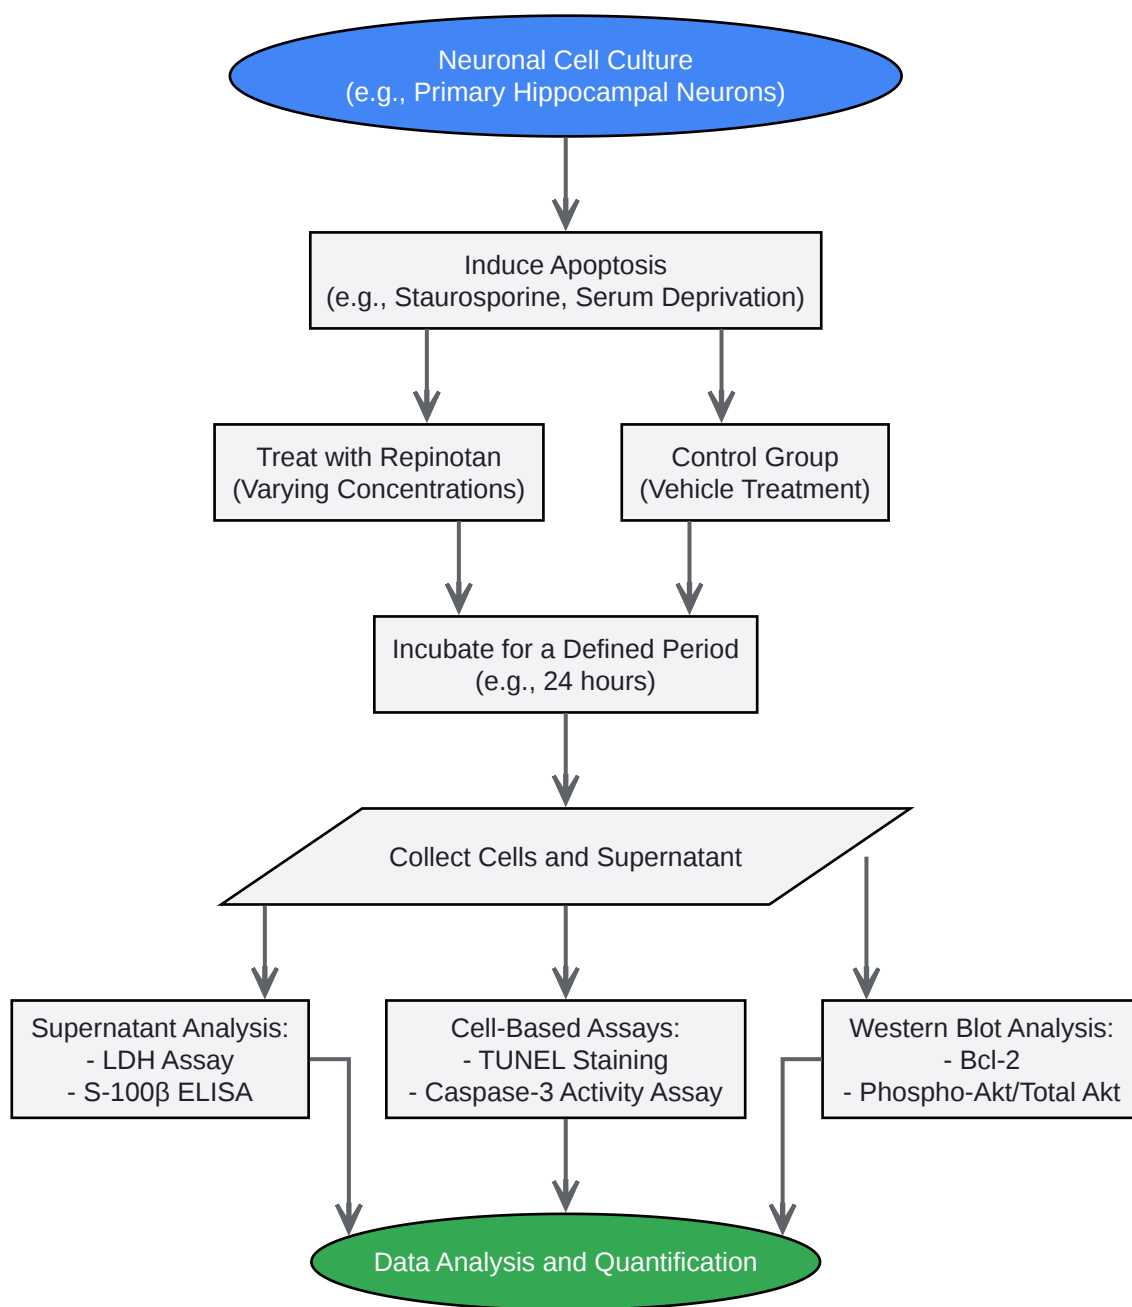 Neuronal Cell Culture
(e.g., Primary Hippocampal Neurons)
Induce Apoptosis
(e.g., Staurosporine, Serum Deprivation)
Treat with Repinotan
(Varying Concentrations)
Control Group
(Vehicle Treatment)
Incubate for a Defined Period
(e.g., 24 hours)
Collect Cells and Supernatant
Supernatant Analysis:
- LDH Assay
- S-100β ELISA
Cell-Based Assays:
- TUNEL Staining
- Caspase-3 Activity Assay
Western Blot Analysis:
- Bcl-2
- Phospho-Akt/Total Akt
Data Analysis and Quantification